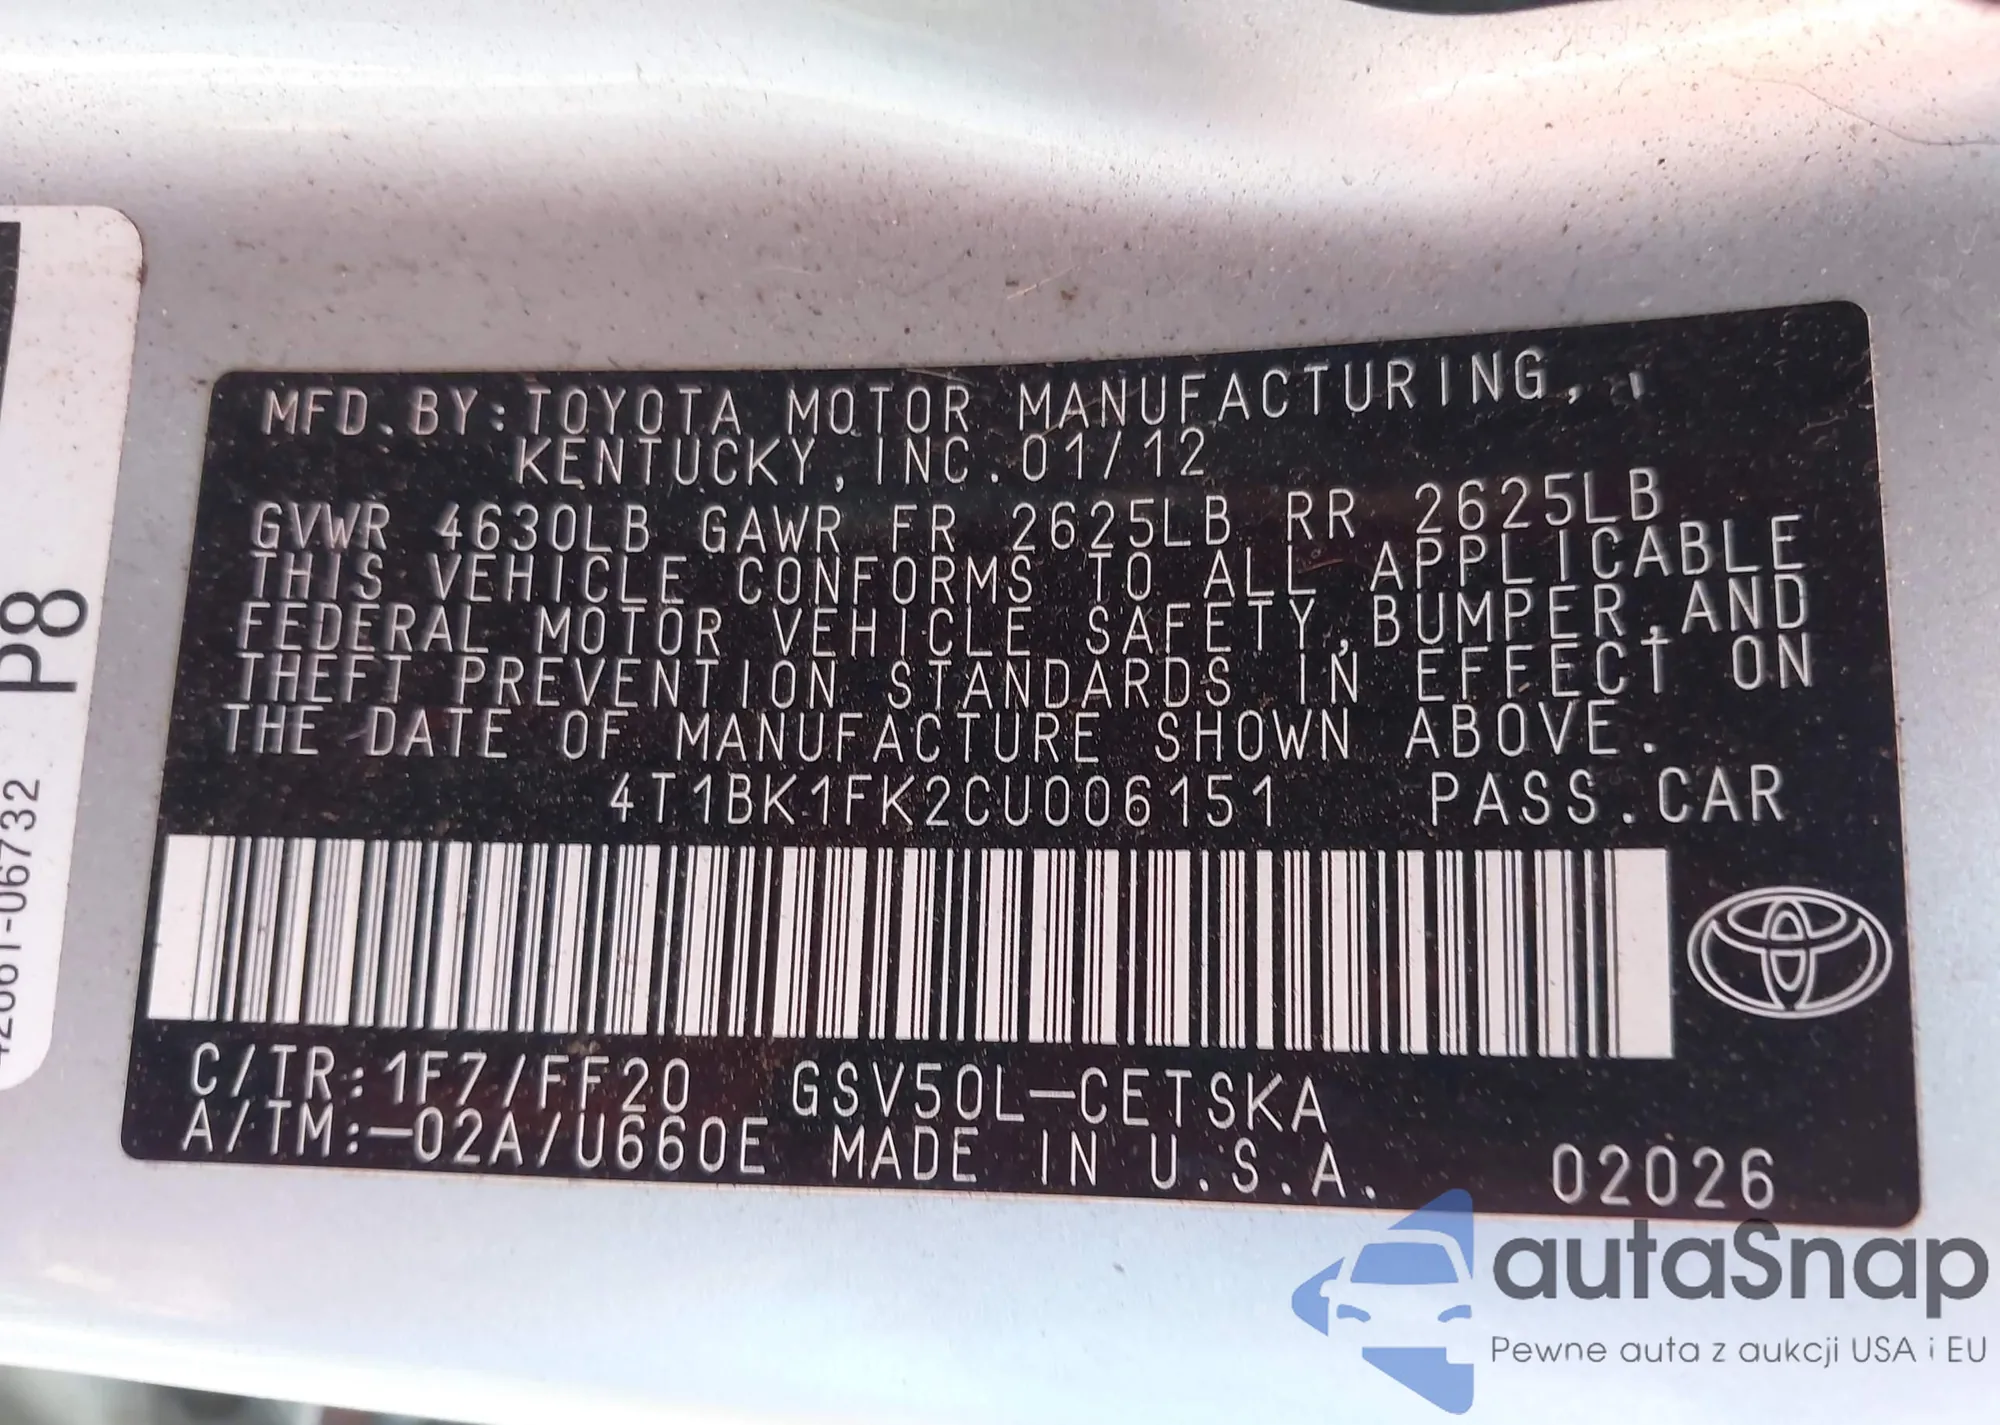 MFD.BY:TOYOTA MOTOR MANUFACTURING,
KENTUCKY,INC.01/12
GVWR 4630LB GAWR FR 2625LB RR 2625LB
THIS VEHICLE CONFORMS TO ALL APPLICABLE
FEDERAL MOTOR VEHICLE SAFETY,BUMPER,AND
THEFT PREVENTION STANDARDS IN EFFECT ON
THE DATE OF MANUFACTURE SHOWN ABOVE.
4T1BK1FK2CU006151 PASS.CAR
C/TR:1F7/FF20 GSV50L-CETSKA
A/TM:-02A/U660E MADE IN U.S.A. 02026
P8
autaSnap
Pewne auta z aukcji USA i EU